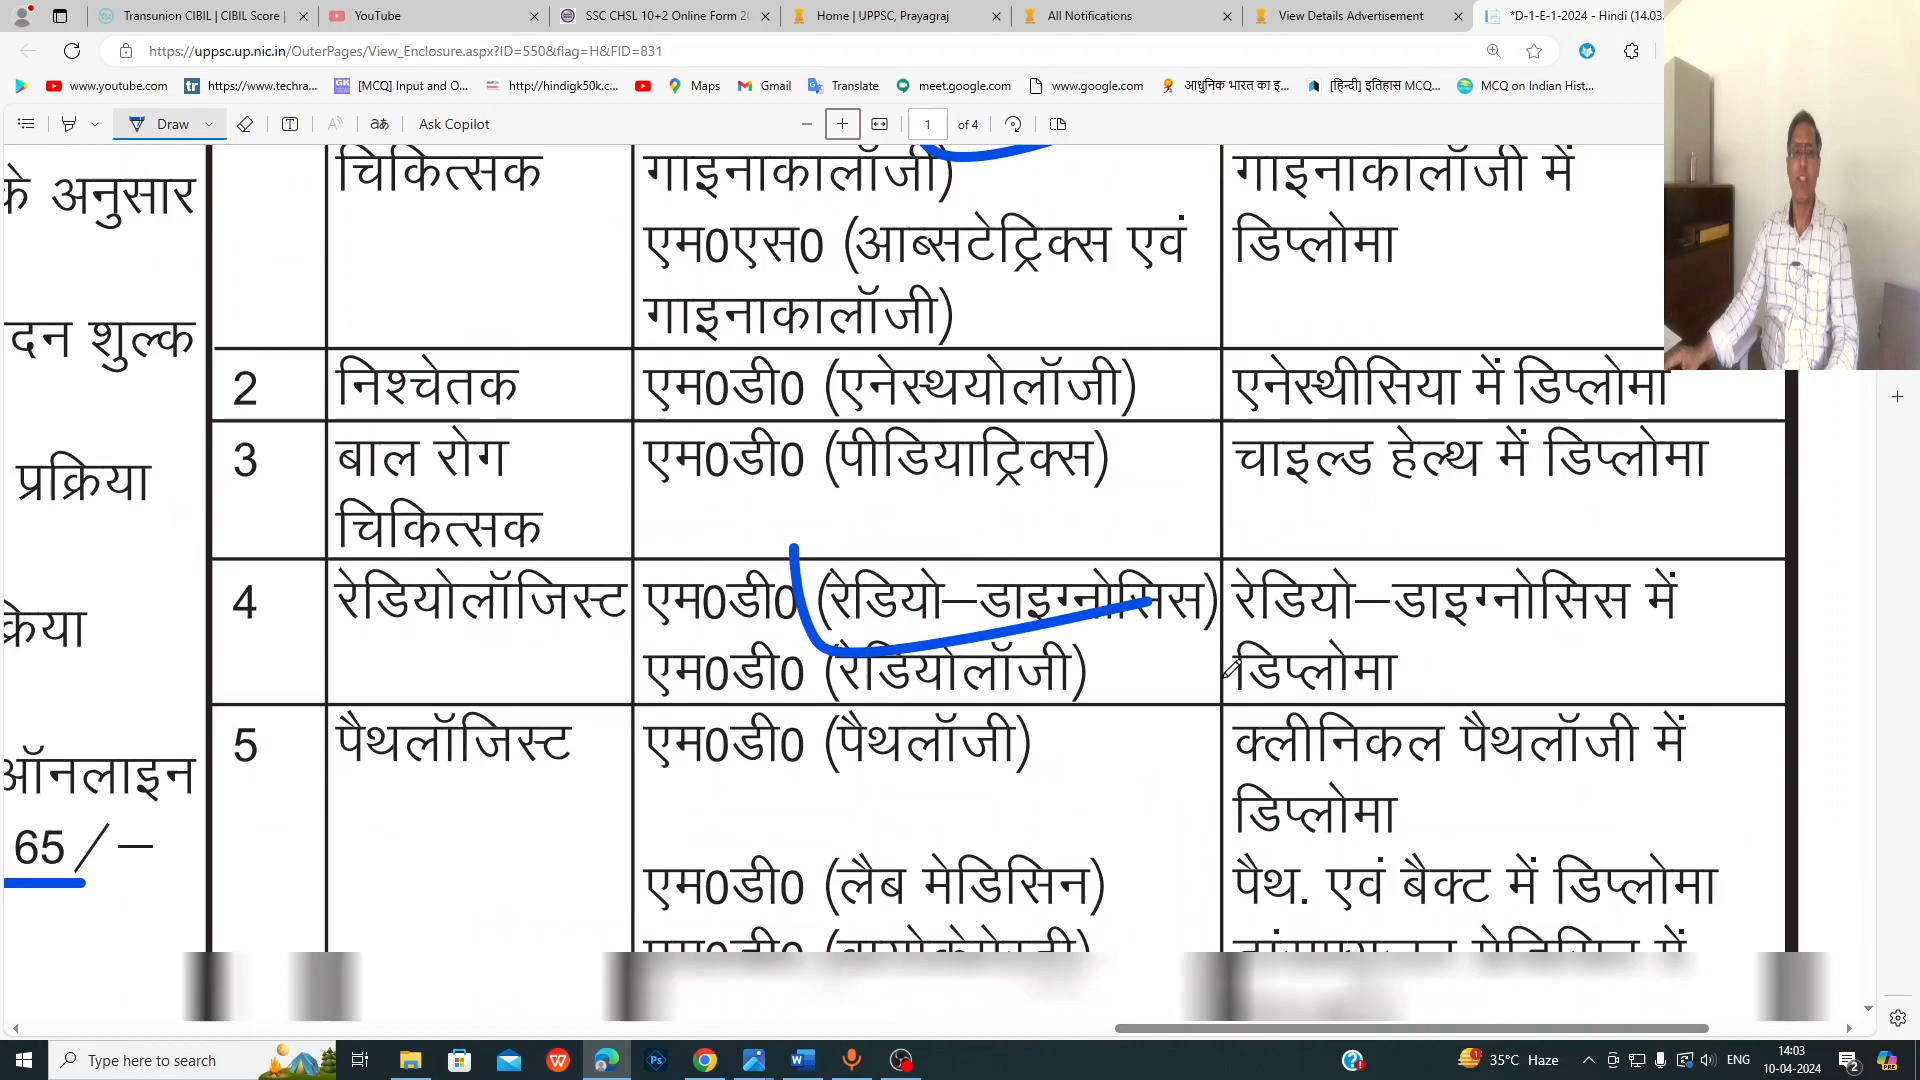 Transunion CIBIL | CIBIL Score |
YouTube
SSC CHSL 10+2 Online Form 20
Home | UPPSC, Prayagraj
All Notifications
View Details Advertisement
*D-1-E-1-2024 - Hindi (14.03.
https://uppsc.up.nic.in/OuterPages/View_Enclosure.aspx?ID=550&flag=H&FID=831
www.youtube.com
https://www.techra...
[MCQ] Input and O...
http://hindigk50k.c...
Maps
Gmail
Translate
meet.google.com
www.google.com
आधुनिक भारत का इ...
[हिन्दी] इतिहास MCQ...
MCQ on Indian Hist...
Draw
Ask Copilot
1 of 4
के अनुसार
दन शुल्क
प्रक्रिया
क्रिया
ऑनलाइन
65/–
चिकित्सक
गाइनाकालॉजी)
एम0एस0 (आब्सटेट्रिक्स एवं
गाइनाकालॉजी)
गाइनाकालॉजी में
डिप्लोमा
2 निश्चेतक एम0डी0 (एनेस्थयोलॉजी) एनेस्थीसिया में डिप्लोमा
3 बाल रोग
चिकित्सक
एम0डी0 (पीडियाट्रिक्स) चाइल्ड हेल्थ में डिप्लोमा
4 रेडियोलॉजिस्ट एम0डी0 (रेडियो–डाइग्नोसिस)
एम0डी0 (रेडियोलॉजी)
रेडियो–डाइग्नोसिस में
डिप्लोमा
5 पैथलॉजिस्ट एम0डी0 (पैथलॉजी)
एम0डी0 (लैब मेडिसिन)
क्लीनिकल पैथलॉजी में
डिप्लोमा
पैथ. एवं बैक्ट में डिप्लोमा
Type here to search
35°C Haze
ENG
14:03
10-04-2024
2